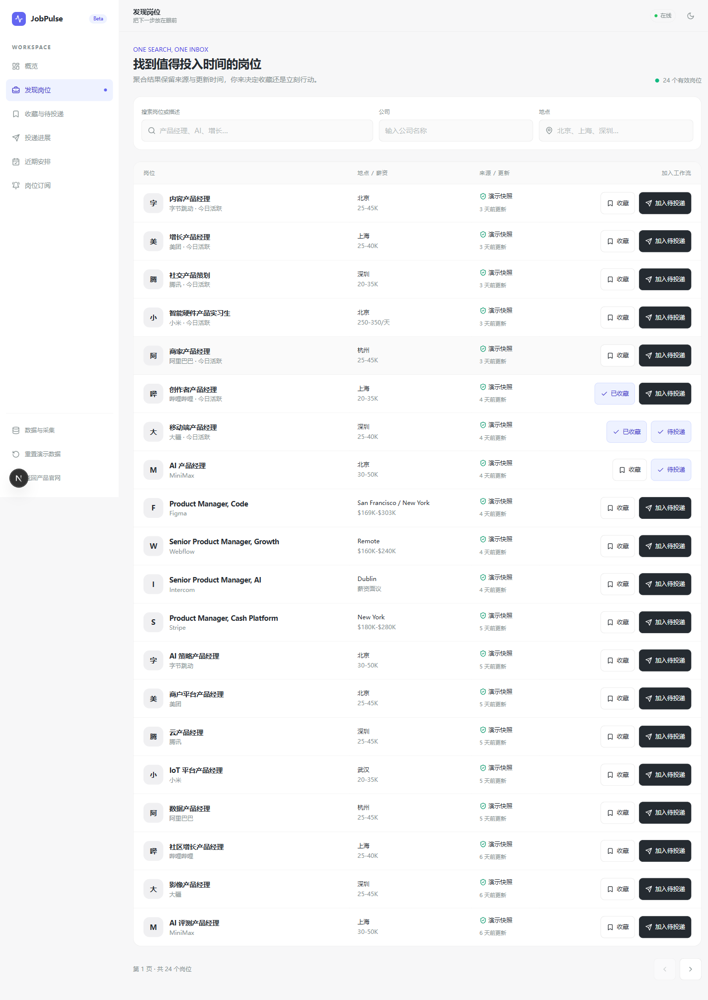 JobPulse
Beta
WORKSPACE
概览
发现岗位
收藏与待投递
投递进展
近期安排
岗位订阅
数据与采集
重置演示数据
N
返回产品官网
发现岗位
把下一步放在眼前
在线
ONE SEARCH, ONE INBOX
找到值得投入时间的岗位
聚合结果保留来源与更新时间，你来决定收藏还是立刻行动。
24 个有效岗位
搜索岗位或描述
公司
地点
产品经理、AI、增长...
输入公司名称
北京、上海、深圳...
岗位
地点 / 薪资
来源 / 更新
加入工作流
字
内容产品经理
字节跳动 · 今日活跃
北京
25-45K
演示快照
3 天前更新
收藏
加入待投递
美
增长产品经理
美团 · 今日活跃
上海
25-40K
演示快照
3 天前更新
收藏
加入待投递
腾
社交产品策划
腾讯 · 今日活跃
深圳
20-35K
演示快照
3 天前更新
收藏
加入待投递
小
智能硬件产品实习生
小米 · 今日活跃
北京
250-350/天
演示快照
3 天前更新
收藏
加入待投递
阿
商家产品经理
阿里巴巴 · 今日活跃
杭州
25-45K
演示快照
3 天前更新
收藏
加入待投递
哔
创作者产品经理
哔哩哔哩 · 今日活跃
上海
20-35K
演示快照
4 天前更新
已收藏
加入待投递
大
移动端产品经理
大疆 · 今日活跃
深圳
25-40K
演示快照
4 天前更新
已收藏
待投递
M
AI 产品经理
MiniMax
北京
30-50K
演示快照
4 天前更新
收藏
待投递
F
Product Manager, Code
Figma
San Francisco / New York
$169K-$303K
演示快照
4 天前更新
收藏
加入待投递
W
Senior Product Manager, Growth
Webflow
Remote
$160K-$240K
演示快照
4 天前更新
收藏
加入待投递
I
Senior Product Manager, AI
Intercom
Dublin
薪资面议
演示快照
4 天前更新
收藏
加入待投递
S
Product Manager, Cash Platform
Stripe
New York
$180K-$280K
演示快照
5 天前更新
收藏
加入待投递
字
AI 策略产品经理
字节跳动
北京
30-50K
演示快照
5 天前更新
收藏
加入待投递
美
商户平台产品经理
美团
北京
25-45K
演示快照
5 天前更新
收藏
加入待投递
腾
云产品经理
腾讯
深圳
25-45K
演示快照
5 天前更新
收藏
加入待投递
小
IoT 平台产品经理
小米
武汉
20-35K
演示快照
5 天前更新
收藏
加入待投递
阿
数据产品经理
阿里巴巴
杭州
25-45K
演示快照
5 天前更新
收藏
加入待投递
哔
社区增长产品经理
哔哩哔哩
上海
25-40K
演示快照
6 天前更新
收藏
加入待投递
大
影像产品经理
大疆
深圳
25-45K
演示快照
6 天前更新
收藏
加入待投递
M
AI 评测产品经理
MiniMax
上海
30-50K
演示快照
6 天前更新
收藏
加入待投递
第 1 页 · 共 24 个岗位